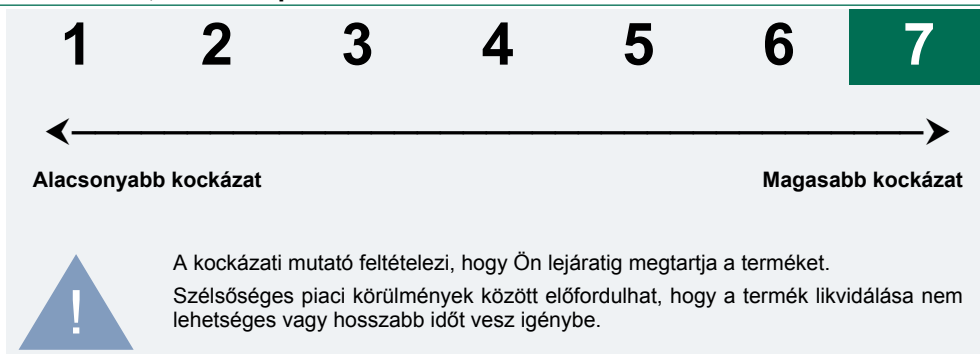 1 2 3 4 5 6 7
Alacsonyabb kockázat Magasabb kockázat
A kockázati mutató feltételezi, hogy Ön lejáratig megtartja a terméket.
Szélsőséges piaci körülmények között előfordulhat, hogy a termék likvidálása nem
lehetséges vagy hosszabb időt vesz igénybe.
!